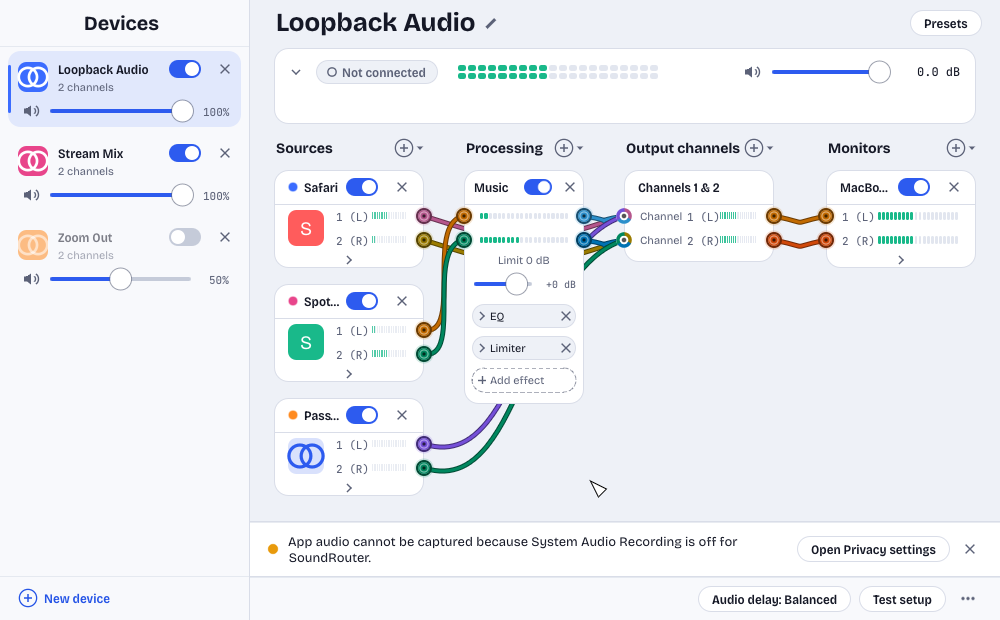 Devices
Loopback Audio
2 channels
100%
Stream Mix
2 channels
100%
Zoom Out
2 channels
50%
New device
Loopback Audio
Presets
Not connected
0.0 dB
Sources
Processing
Output channels
Monitors
Safari
S
1 (L)
2 (R)
Spot...
S
1 (L)
2 (R)
Pass...
1 (L)
2 (R)
Music
Limit 0 dB
+0 dB
EQ
Limiter
Add effect
Channels 1 & 2
Channel 1 (L)
Channel 2 (R)
MacBo...
1 (L)
2 (R)
App audio cannot be captured because System Audio Recording is off for
SoundRouter.
Open Privacy settings
Audio delay: Balanced
Test setup